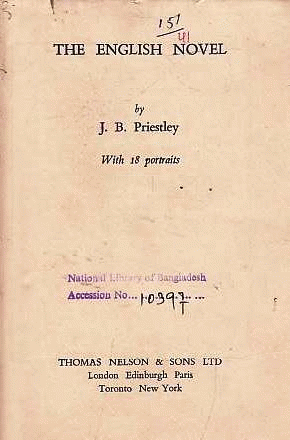 151
41
THE ENGLISH NOVEL
by
J. B. Priestley
With 18 portraits
National Library of Bangladesh
Accession No... 10397 ...
THOMAS NELSON & SONS LTD
London Edinburgh Paris
Toronto New York